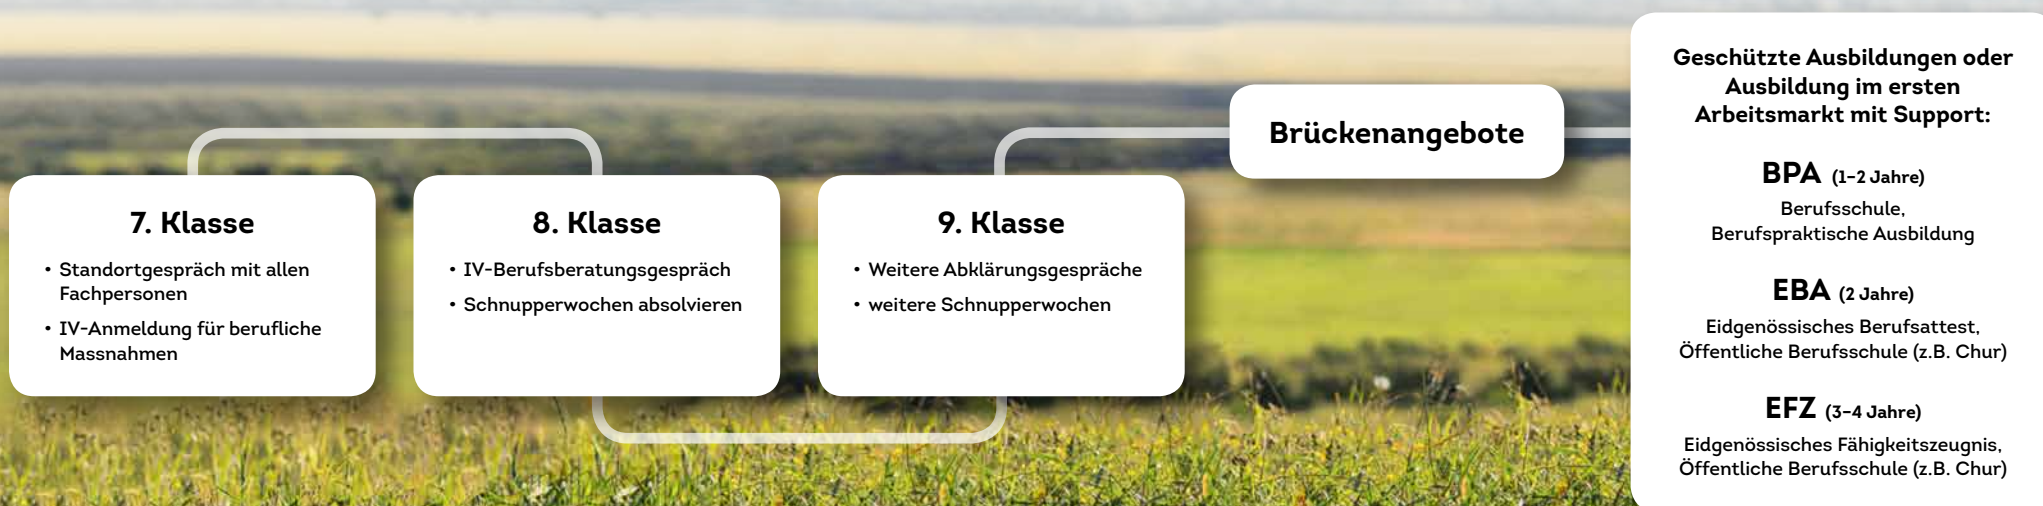 7. Klasse
• Standortgespräch mit allen
Fachpersonen
• IV-Anmeldung für berufliche
Massnahmen
8. Klasse
• IV-Berufsberatungsgespräch
• Schnupperwochen absolvieren
9. Klasse
• Weitere Abklärungsgespräche
• weitere Schnupperwochen
Brückenangebote
Geschützte Ausbildungen oder
Ausbildung im ersten
Arbeitsmarkt mit Support:
BPA (1–2 Jahre)
Berufsschule,
Berufspraktische Ausbildung
EBA (2 Jahre)
Eidgenössisches Berufsattest,
Öffentliche Berufsschule (z.B. Chur)
EFZ (3–4 Jahre)
Eidgenössisches Fähigkeitszeugnis,
Öffentliche Berufsschule (z.B. Chur)